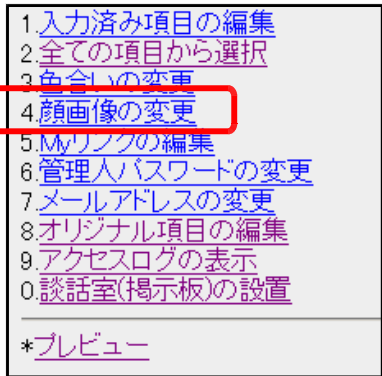 1.入力済み項目の編集
2.全ての項目から選択
3.色合いの変更
4.顔画像の変更
5.Myリンクの編集
6.管理人パスワードの変更
7.メールアドレスの変更
8.オリジナル項目の編集
9.アクセスログの表示
0.談話室(掲示板)の設置
*プレビュー